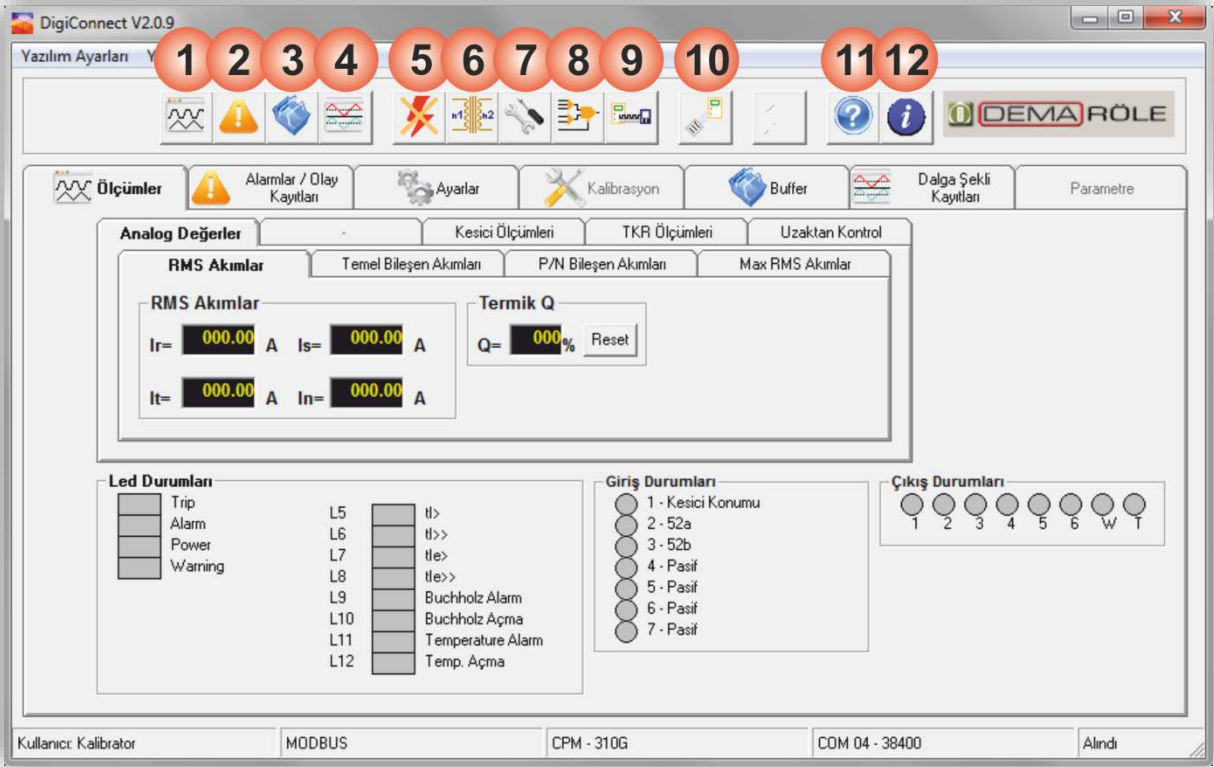 DigiConnect V2.0.9
Yazılım Ayarları Y
1 2 3 4 5 6 7 8 9 10 11 12
n1 n2
DEMA RÖLE
Ölçümler
Alarmlar / Olay Kayıtları
Ayarlar
Kalibrasyon
Buffer
Dalga Şekli Kayıtları
Parametre
Analog Değerler - Kesici Ölçümleri TKR Ölçümleri Uzaktan Kontrol
RMS Akımlar Temel Bileşen Akımları P/N Bileşen Akımları Max RMS Akımlar
RMS Akımlar
Ir= 000.00 A Is= 000.00 A
It= 000.00 A In= 000.00 A
Termik Q
Q= 000 % Reset
Led Durumları
Trip
Alarm
Power
Warning
L5 tI>
L6 tI>>
L7 tIe>
L8 tIe>>
L9 Buchholz Alarm
L10 Buchholz Açma
L11 Temperature Alarm
L12 Temp. Açma
Giriş Durumları
1 - Kesici Konumu
2 - 52a
3 - 52b
4 - Pasif
5 - Pasif
6 - Pasif
7 - Pasif
Çıkış Durumları
1 2 3 4 5 6 W T
Kullanıcı: Kalibrator MODBUS CPM - 310G COM 04 - 38400 Alındı